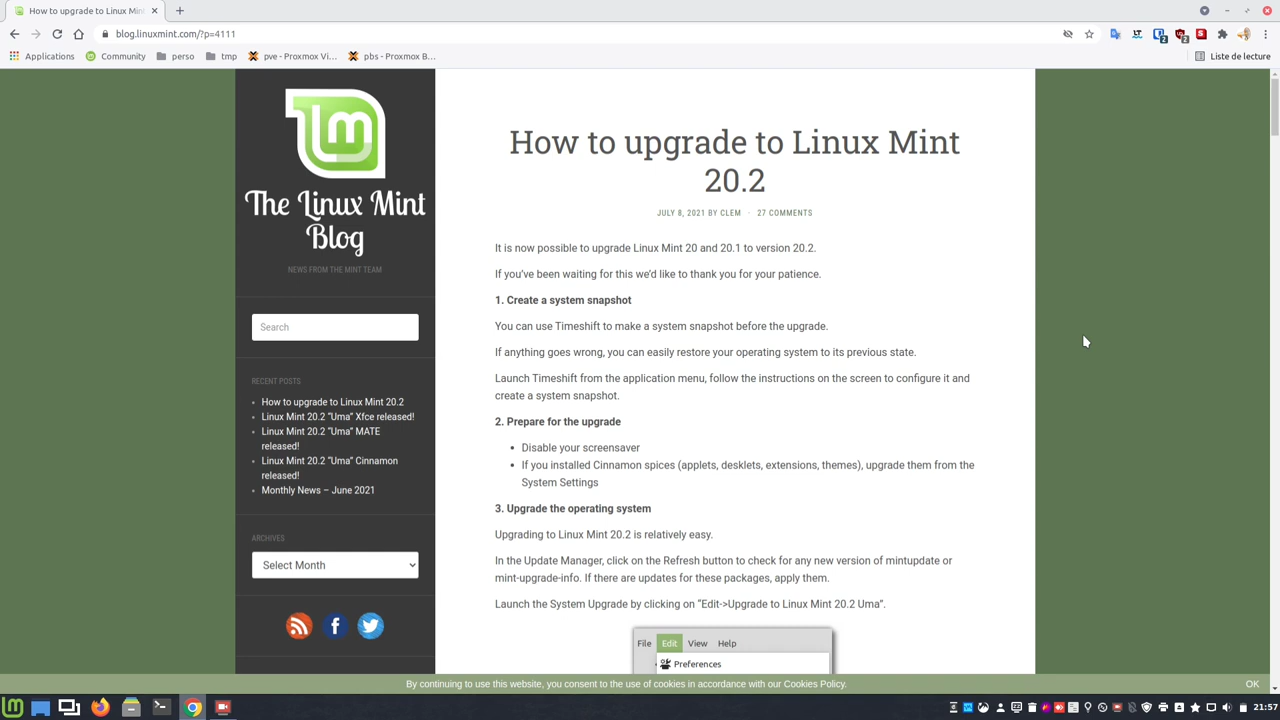 How to upgrade to Linux Min
blog.linuxmint.com/?p=4111
Applications
Community
perso
tmp
pve - Proxmox Vi...
pbs - Proxmox B...
Liste de lecture
The Linux Mint
Blog
NEWS FROM THE MINT TEAM
Search
RECENT POSTS
How to upgrade to Linux Mint 20.2
Linux Mint 20.2 “Uma” Xfce released!
Linux Mint 20.2 “Uma” MATE
released!
Linux Mint 20.2 “Uma” Cinnamon
released!
Monthly News – June 2021
ARCHIVES
Select Month
How to upgrade to Linux Mint
20.2
JULY 8, 2021 BY CLEM · 27 COMMENTS
It is now possible to upgrade Linux Mint 20 and 20.1 to version 20.2.
If you’ve been waiting for this we’d like to thank you for your patience.
1. Create a system snapshot
You can use Timeshift to make a system snapshot before the upgrade.
If anything goes wrong, you can easily restore your operating system to its previous state.
Launch Timeshift from the application menu, follow the instructions on the screen to configure it and
create a system snapshot.
2. Prepare for the upgrade
• Disable your screensaver
• If you installed Cinnamon spices (applets, desklets, extensions, themes), upgrade them from the
System Settings
3. Upgrade the operating system
Upgrading to Linux Mint 20.2 is relatively easy.
In the Update Manager, click on the Refresh button to check for any new version of mintupdate or
mint-upgrade-info. If there are updates for these packages, apply them.
Launch the System Upgrade by clicking on “Edit->Upgrade to Linux Mint 20.2 Uma”.
File Edit View Help
Preferences
By continuing to use this website, you consent to the use of cookies in accordance with our Cookies Policy.
OK
21:57